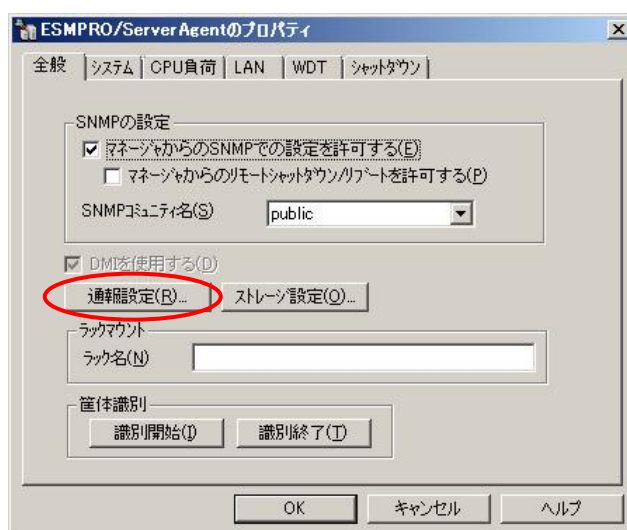 ESMPRO/ServerAgentのプロパティ
全般 システム CPU負荷 LAN WDT シャットダウン
SNMPの設定
マネージャからのSNMPでの設定を許可する(E)
マネージャからのリモートシャットダウン/リブートを許可する(P)
SNMPコミュニティ名(S) public
DMIを使用する(D)
通報設定(R)... ストレージ設定(O)...
ラックマウント
ラック名(N)
筐体識別
識別開始(I) 識別終了(T)
OK キャンセル ヘルプ